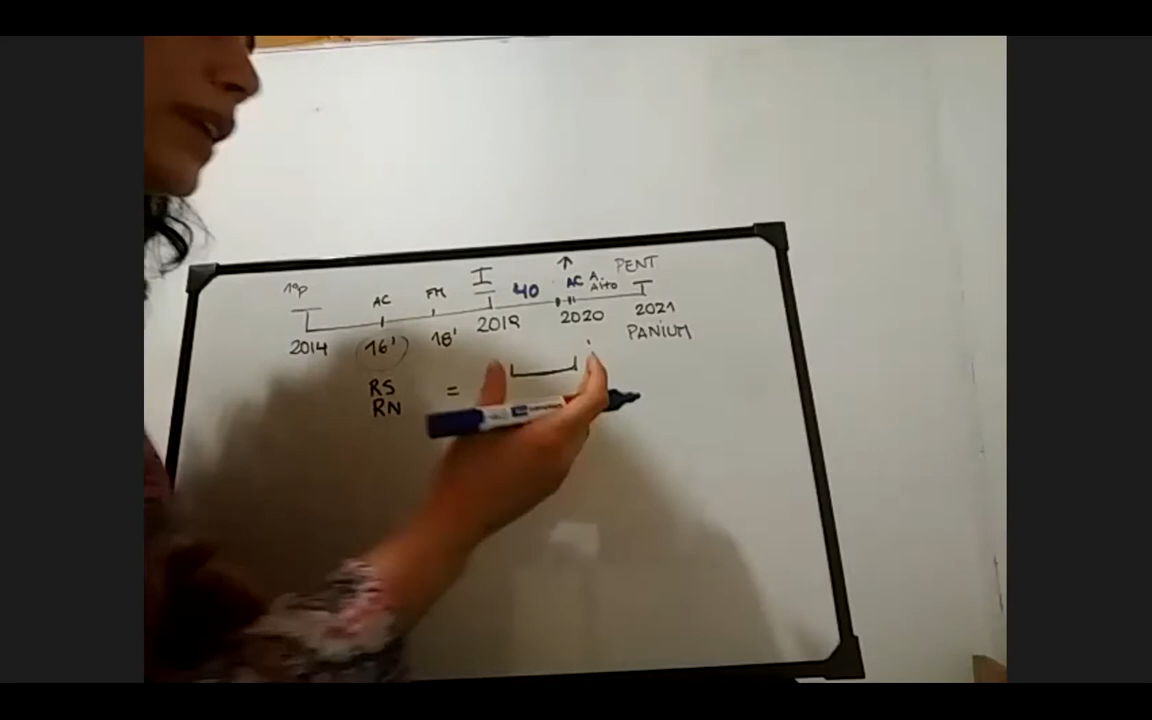 1ºp AC FM I 40 ↑ AC A. Alto PENT
2014 16' 18' 2019 2020 2021
PANIUM
RS =
RN